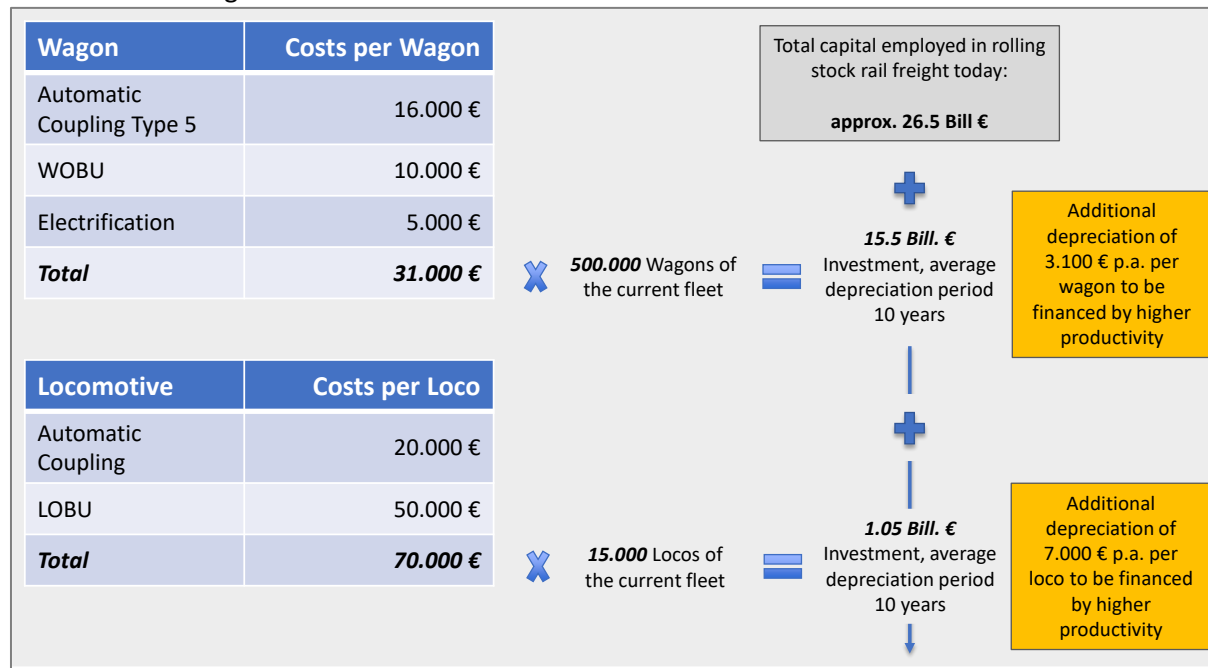 Wagon Costs per Wagon
Automatic
Coupling Type 5 16.000 €
WOBU 10.000 €
Electrification 5.000 €
Total 31.000 €
500.000 Wagons of
the current fleet
Total capital employed in rolling
stock rail freight today:
approx. 26.5 Bill €
15.5 Bill. €
Investment, average
depreciation period
10 years
Additional
depreciation of
3.100 € p.a. per
wagon to be
financed by higher
productivity
Locomotive Costs per Loco
Automatic
Coupling 20.000 €
LOBU 50.000 €
Total 70.000 €
15.000 Locos of
the current fleet
1.05 Bill. €
Investment, average
depreciation period
10 years
Additional
depreciation of
7.000 € p.a. per
loco to be financed
by higher
productivity